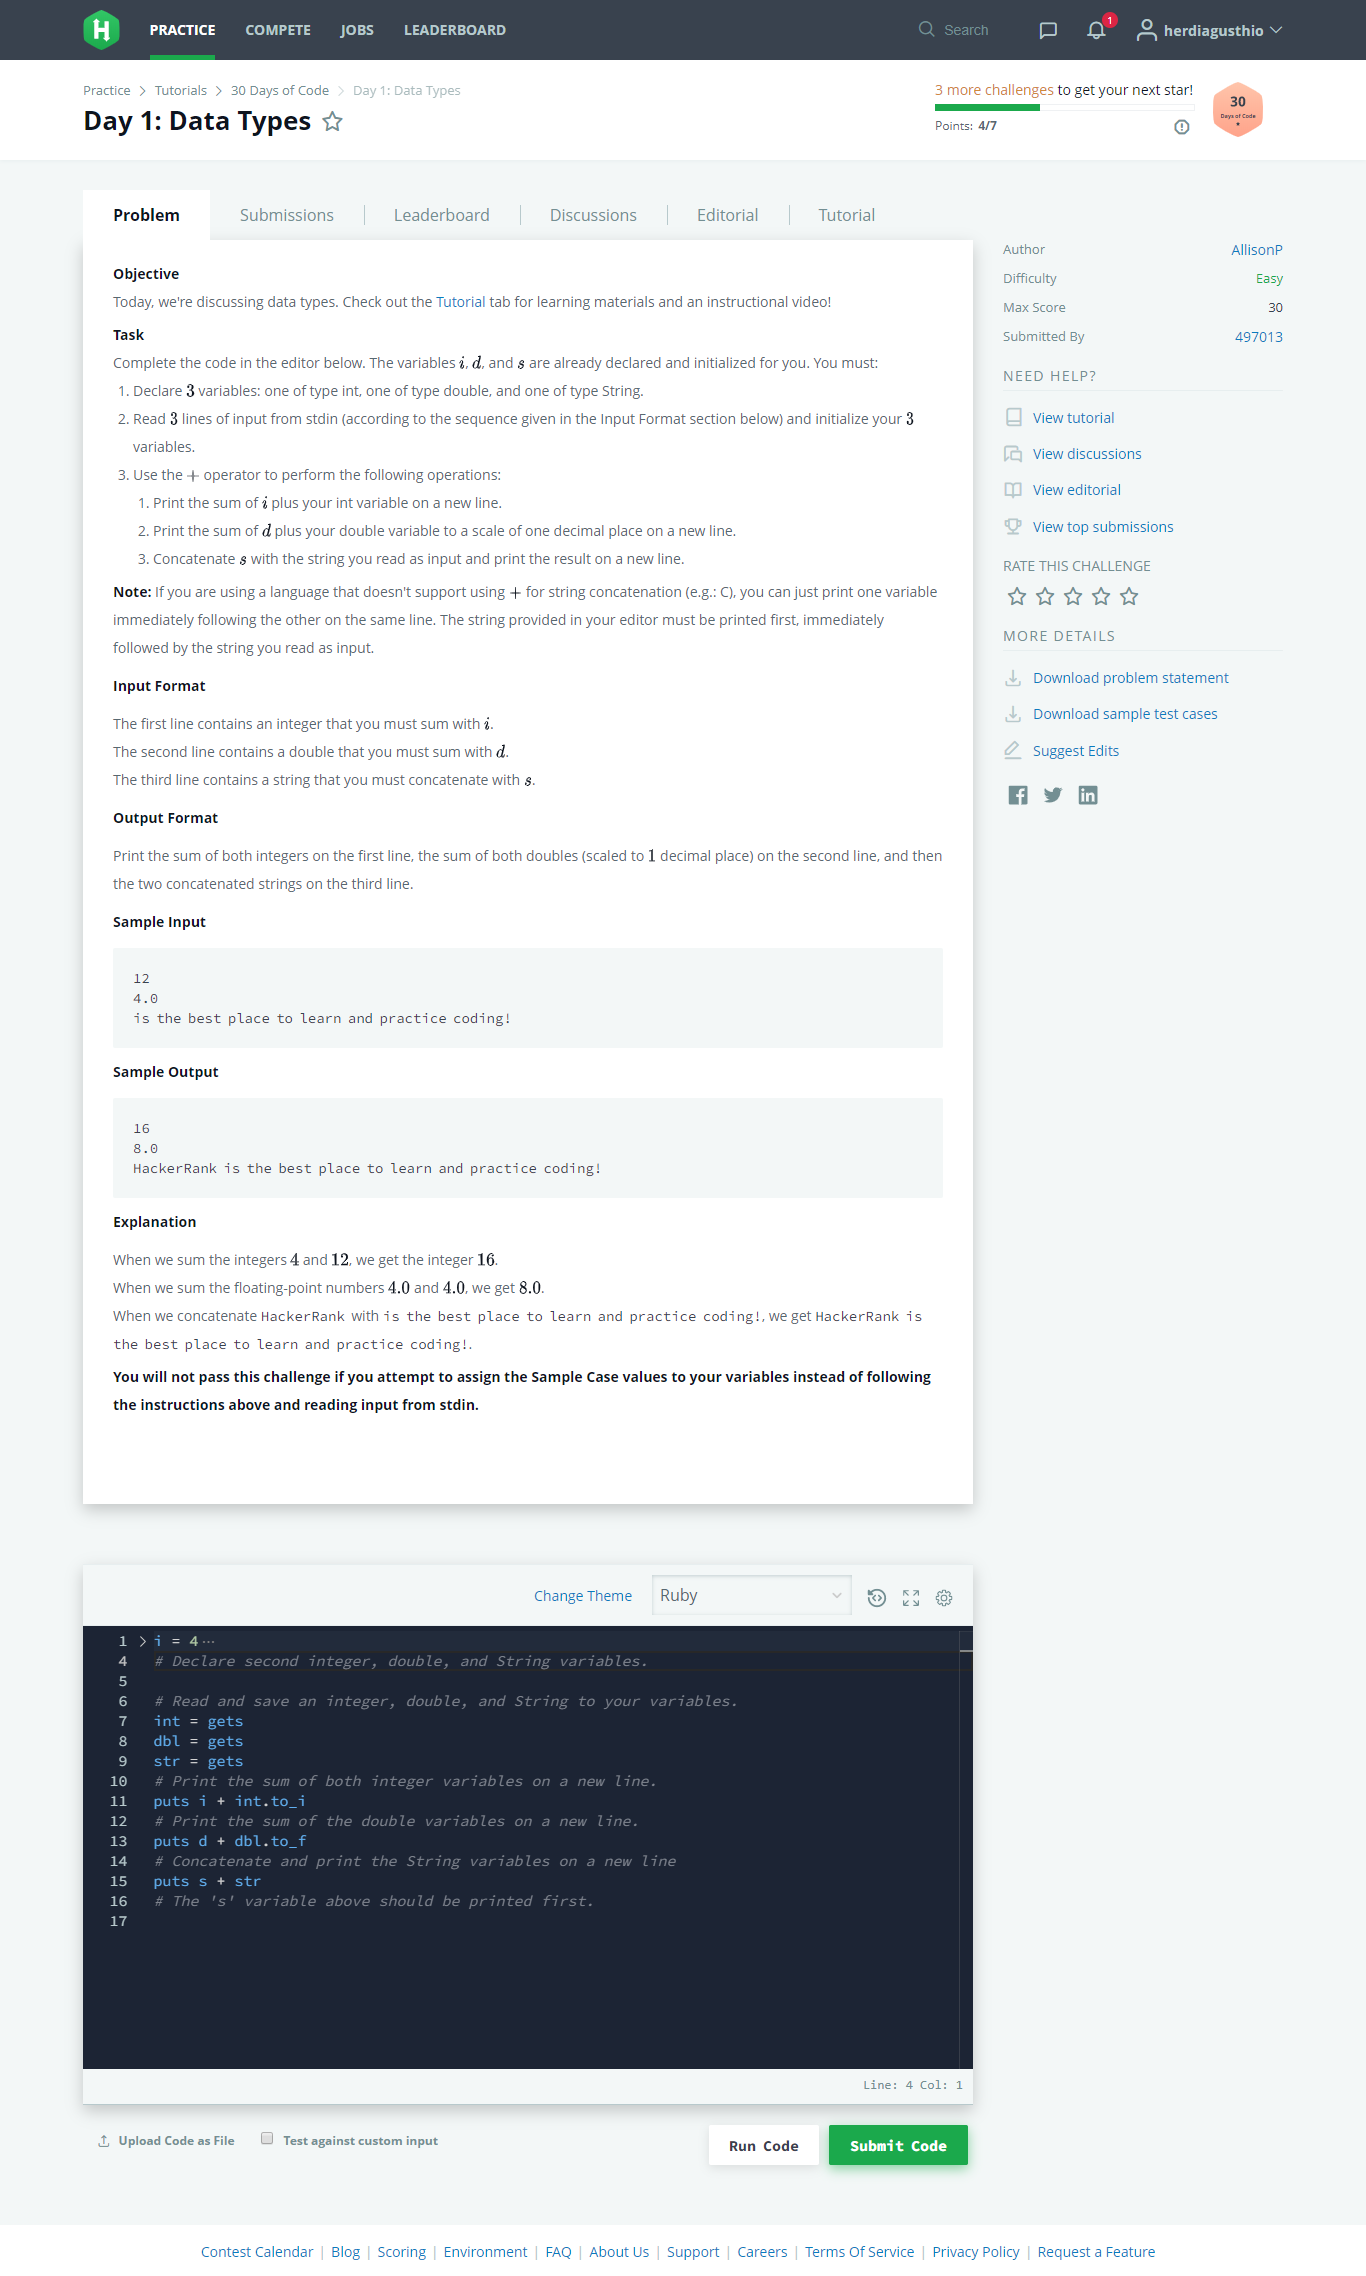 PRACTICE COMPETE JOBS LEADERBOARD Search 1 herdiagusthio
Practice > Tutorials > 30 Days of Code > Day 1: Data Types
Day 1: Data Types
3 more challenges to get your next star!
Points: 4/7
30
Days of Code
Problem Submissions Leaderboard Discussions Editorial Tutorial
Objective
Today, we're discussing data types. Check out the Tutorial tab for learning materials and an instructional video!
Task
Complete the code in the editor below. The variables i, d, and s are already declared and initialized for you. You must:
1. Declare 3 variables: one of type int, one of type double, and one of type String.
2. Read 3 lines of input from stdin (according to the sequence given in the Input Format section below) and initialize your 3
variables.
3. Use the + operator to perform the following operations:
1. Print the sum of i plus your int variable on a new line.
2. Print the sum of d plus your double variable to a scale of one decimal place on a new line.
3. Concatenate s with the string you read as input and print the result on a new line.
Note: If you are using a language that doesn't support using + for string concatenation (e.g.: C), you can just print one variable
immediately following the other on the same line. The string provided in your editor must be printed first, immediately
followed by the string you read as input.
Input Format
The first line contains an integer that you must sum with i.
The second line contains a double that you must sum with d.
The third line contains a string that you must concatenate with s.
Output Format
Print the sum of both integers on the first line, the sum of both doubles (scaled to 1 decimal place) on the second line, and then
the two concatenated strings on the third line.
Sample Input
12
4.0
is the best place to learn and practice coding!
Sample Output
16
8.0
HackerRank is the best place to learn and practice coding!
Explanation
When we sum the integers 4 and 12, we get the integer 16.
When we sum the floating-point numbers 4.0 and 4.0, we get 8.0.
When we concatenate HackerRank with is the best place to learn and practice coding!, we get HackerRank is
the best place to learn and practice coding!.
You will not pass this challenge if you attempt to assign the Sample Case values to your variables instead of following
the instructions above and reading input from stdin.
Author AllisonP
Difficulty Easy
Max Score 30
Submitted By 497013
NEED HELP?
View tutorial
View discussions
View editorial
View top submissions
RATE THIS CHALLENGE
MORE DETAILS
Download problem statement
Download sample test cases
Suggest Edits
Change Theme Ruby
1 > i = 4 ···
4 # Declare second integer, double, and String variables.
5
6 # Read and save an integer, double, and String to your variables.
7 int = gets
8 dbl = gets
9 str = gets
10 # Print the sum of both integer variables on a new line.
11 puts i + int.to_i
12 # Print the sum of the double variables on a new line.
13 puts d + dbl.to_f
14 # Concatenate and print the String variables on a new line
15 puts s + str
16 # The 's' variable above should be printed first.
17
Line: 4 Col: 1
Upload Code as File Test against custom input Run Code Submit Code
Contest Calendar | Blog | Scoring | Environment | FAQ | About Us | Support | Careers | Terms Of Service | Privacy Policy | Request a Feature